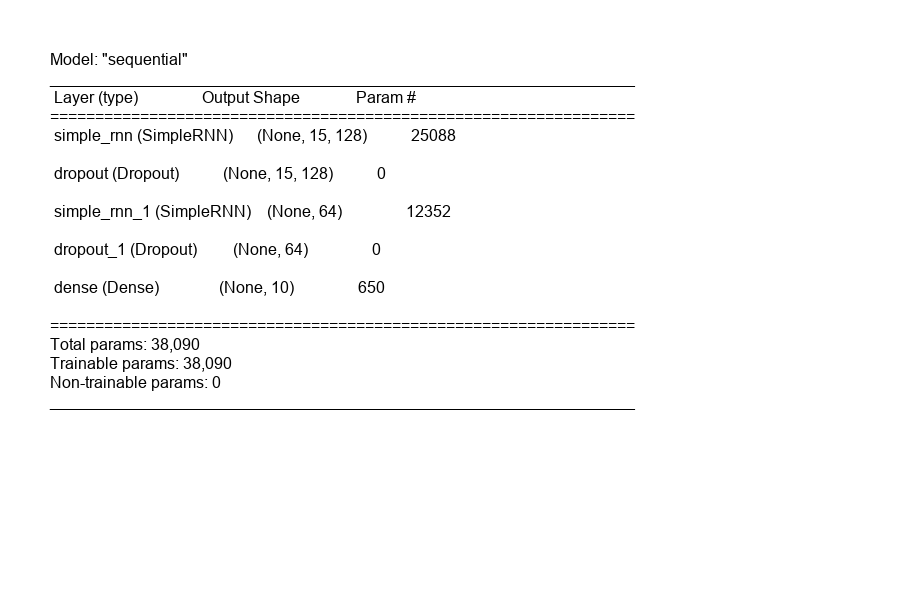 Model: "sequential"
_________________________________________________________________
Layer (type) Output Shape Param #
=================================================================
simple_rnn (SimpleRNN) (None, 15, 128) 25088
dropout (Dropout) (None, 15, 128) 0
simple_rnn_1 (SimpleRNN) (None, 64) 12352
dropout_1 (Dropout) (None, 64) 0
dense (Dense) (None, 10) 650
=================================================================
Total params: 38,090
Trainable params: 38,090
Non-trainable params: 0
_________________________________________________________________